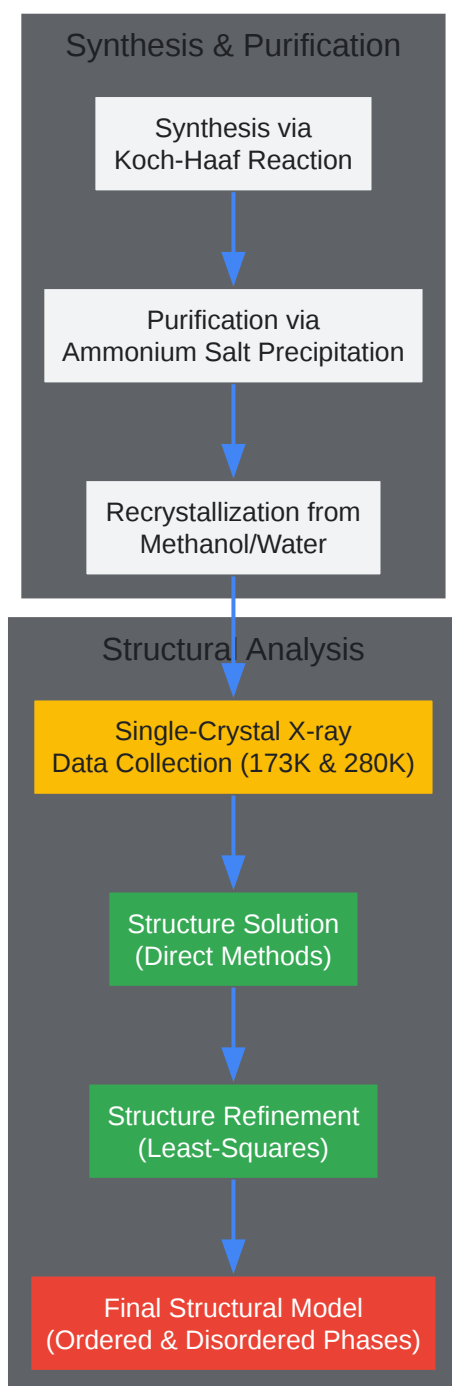 Synthesis & Purification
Synthesis via
Koch-Haaf Reaction
Purification via
Ammonium Salt Precipitation
Recrystallization from
Methanol/Water
Structural Analysis
Single-Crystal X-ray
Data Collection (173K & 280K)
Structure Solution
(Direct Methods)
Structure Refinement
(Least-Squares)
Final Structural Model
(Ordered & Disordered Phases)